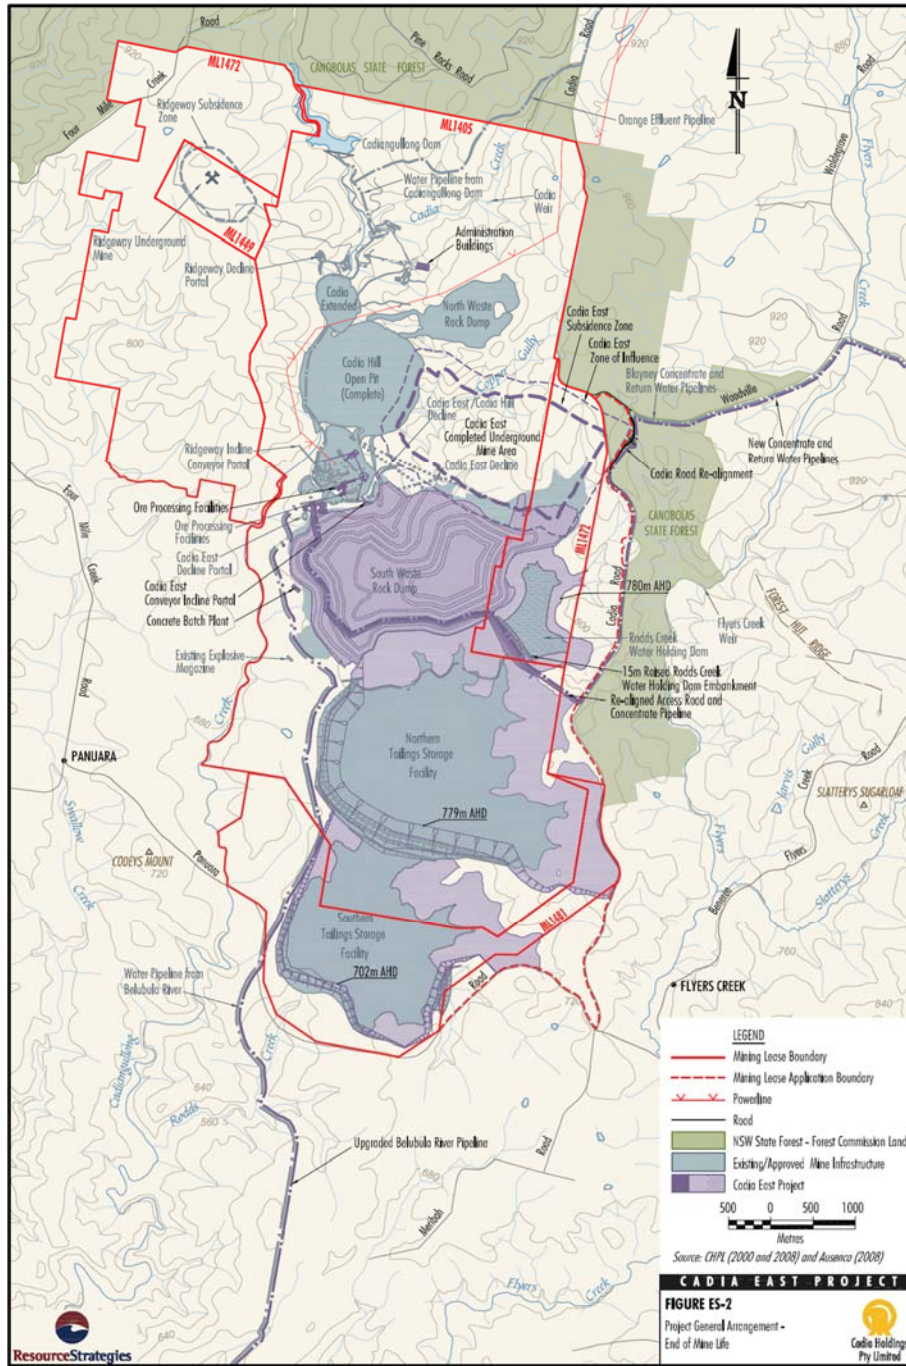 Road
920
920
ML1472
Creek
Four Mile
CANOBOLAS STATE FOREST
Pine Rocks Road
Road
Cadia
920
880
Road
N
Ridgeway Subsidence
Zone
ML1405
Orange Effluent Pipeline
Cadiangullong Dam
Creek
Flyers
Waldegrave
Water Pipeline from
Cadiangullong Dam
Cadia
Cadia
Weir
880
Administration
Buildings
Ridgeway Underground
Mine
ML1449
Ridgeway Decline
Portal
Cadia
Extended
North Waste
Rock Dump
Creek
Road
Cadia East
Subsidence Zone
Cadia East
Zone of Influence
800
920
Gully
Copper
Cadia Hill
Open Pit
(Complete)
Blayney Concentrate and
Return Water Pipelines
Woodville
Cadia East/Cadia Hill
Decline
Cadia East
Completed Underground
Mine Area
Ridgeway Incline
Conveyor Portal
Cadia East Decline
New Concentrate and
Return Water Pipelines
Cadia Road Re-alignment
Four
Mile
Creek
Road
Ore Processing Facilities
Ore Processing
Facilities
Cadia East
Decline Portal
CANOBOLAS
STATE FOREST
ML1472
Cadia East
Conveyor Incline Portal
South Waste
Rock Dump
Road
780m AHD
Concrete Batch Plant
800
Cadia
FOREST
HUT RIDGE
Flyers Creek
Weir
Rodds Creek
Water Holding Dam
Existing Explosive
Magazine
15m Raised Rodds Creek
Water Holding Dam Embankment
Re-aligned Access Road and
Concentrate Pipeline
Creek
680
Northern
Tailings Storage
Facility
PANUARA
Jarvis Gully
Creek
Road
SLATTERYS SUGARLOAF
779m AHD
Swallow
Creek
CODEYS MOUNT
720
Panuara
Flyers
Creek
Flyers
Beneree
Slatterys
Creek
ML1481
Southern
Tailings Storage
Facility
760
Water Pipeline from
Belubula River
702m AHD
Road
720
FLYERS CREEK
840
Cadiangullong
Creek
Rodds
Creek
640
560
Upgraded Belubula River Pipeline
Road
680
Meribah
Flyers
Creek
640
640
LEGEND
Mining Lease Boundary
Mining Lease Application Boundary
Powerline
Road
NSW State Forest - Forest Commission Land
Existing/Approved Mine Infrastructure
Cadia East Project
500 0 500 1000
Metres
Source: CHPL (2000 and 2008) and Ausenco (2008)
CADIA EAST PROJECT
FIGURE ES-2
Project General Arrangement -
End of Mine Life
Cadia Holdings
Pty Limited
ResourceStrategies